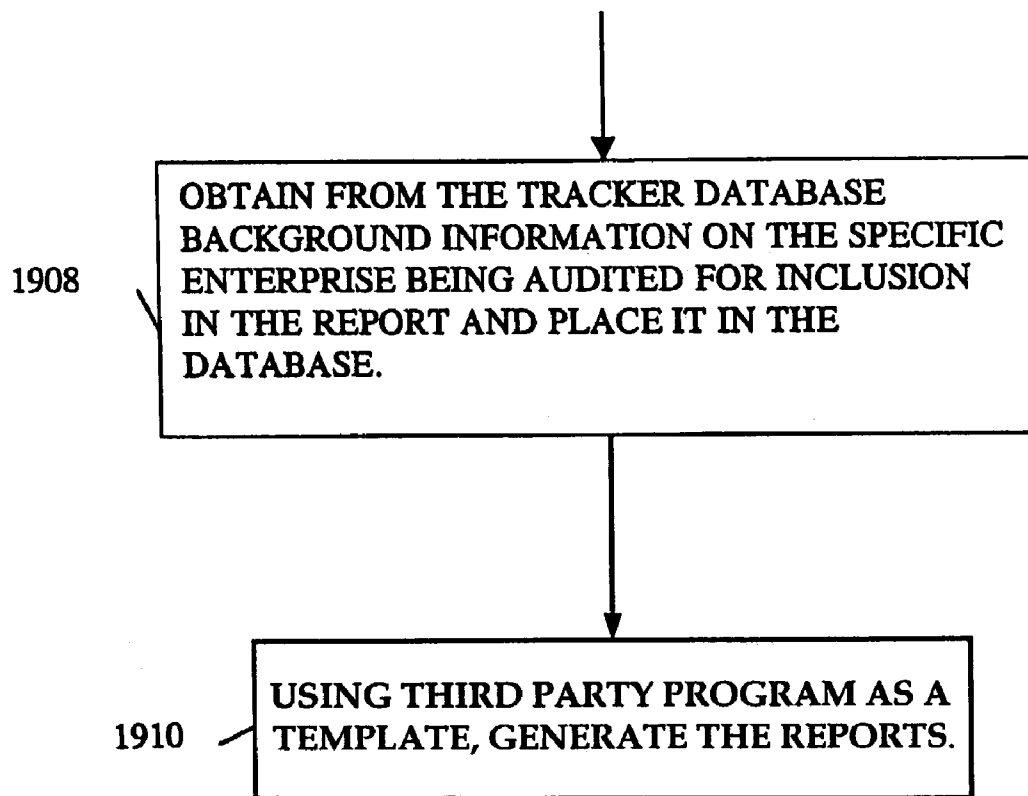 OBTAIN FROM THE TRACKER DATABASE
BACKGROUND INFORMATION ON THE SPECIFIC
1908
ENTERPRISE BEING AUDITED FOR INCLUSION
IN THE REPORT AND PLACE IT IN THE
DATABASE.
USING THIRD PARTY PROGRAM AS A
1910
TEMPLATE, GENERATE THE REPORTS.